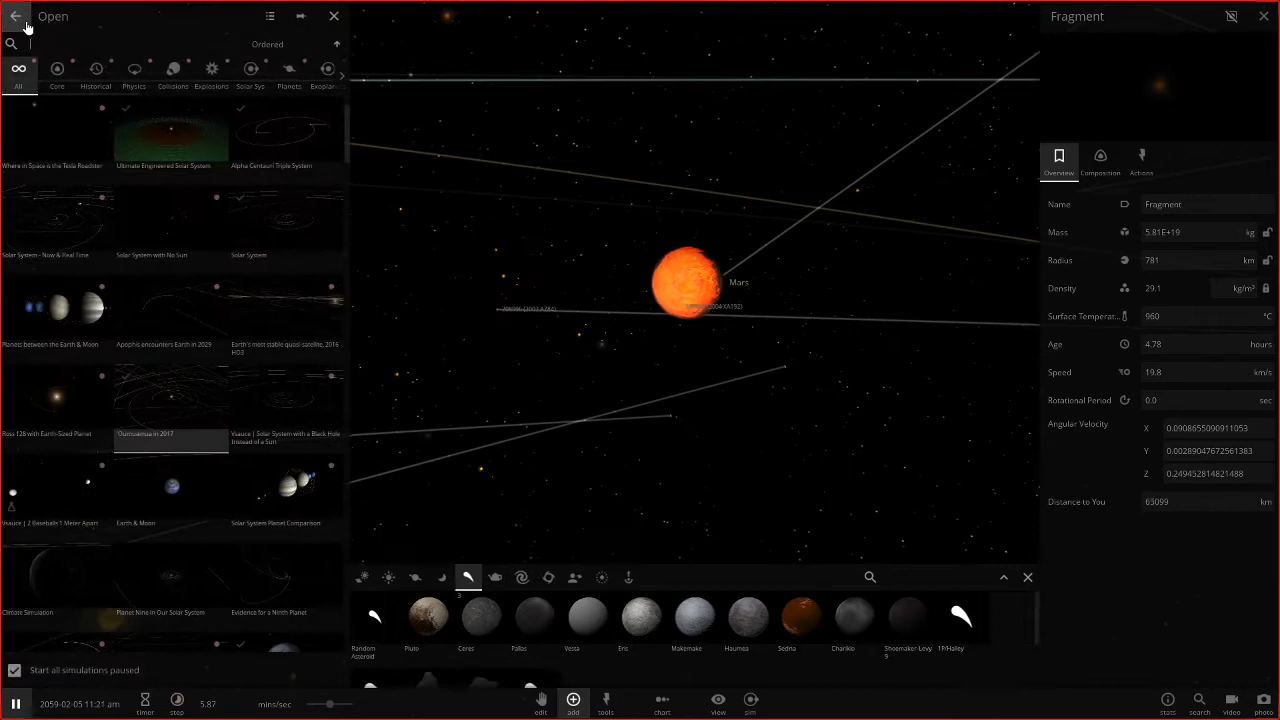 Open
Ordered
All
Core
Historical
Physics
Collisions
Explosions
Solar Sys
Planets
Exoplan
Where in Space is the Tesla Roadster
Ultimate Engineered Solar System
Alpha Centauri Triple System
Solar System - Now & Real Time
Solar System with No Sun
Solar System
Planets between the Earth & Moon
Apophis encounters Earth in 2029
Earth's most stable quasi-satellite, 2016
HO3
Ross 128 with Earth-Sized Planet
'Oumuamua in 2017
Vsauce | Solar System with a Black Hole
Instead of a Sun
Vsauce | 2 Baseballs 1 Meter Apart
Earth & Moon
Solar System Planet Comparison
Climate Simulation
Planet Nine in Our Solar System
Evidence for a Ninth Planet
Start all simulations paused
2059-02-05 11:21 am
timer
step
5.87
mins/sec
Mars
(2004 XA192)
(2003 AZ84)
3
Random
Asteroid
Pluto
Ceres
Pallas
Vesta
Eris
Makemake
Haumea
Sedna
Chariklo
Shoemaker-Levy
9
1P/Halley
edit
add
tools
chart
view
sim
stats
search
video
photo
Fragment
Overview
Composition
Actions
Name Fragment
Mass 5.81E+19 kg
Radius 781 km
Density 29.1 kg/m³
Surface Temperat... 960 °C
Age 4.78 hours
Speed 19.8 km/s
Rotational Period 0.0 sec
Angular Velocity X 0.0908655090911053
Y 0.00289047672561383
Z 0.249452814821488
Distance to You 65099 km